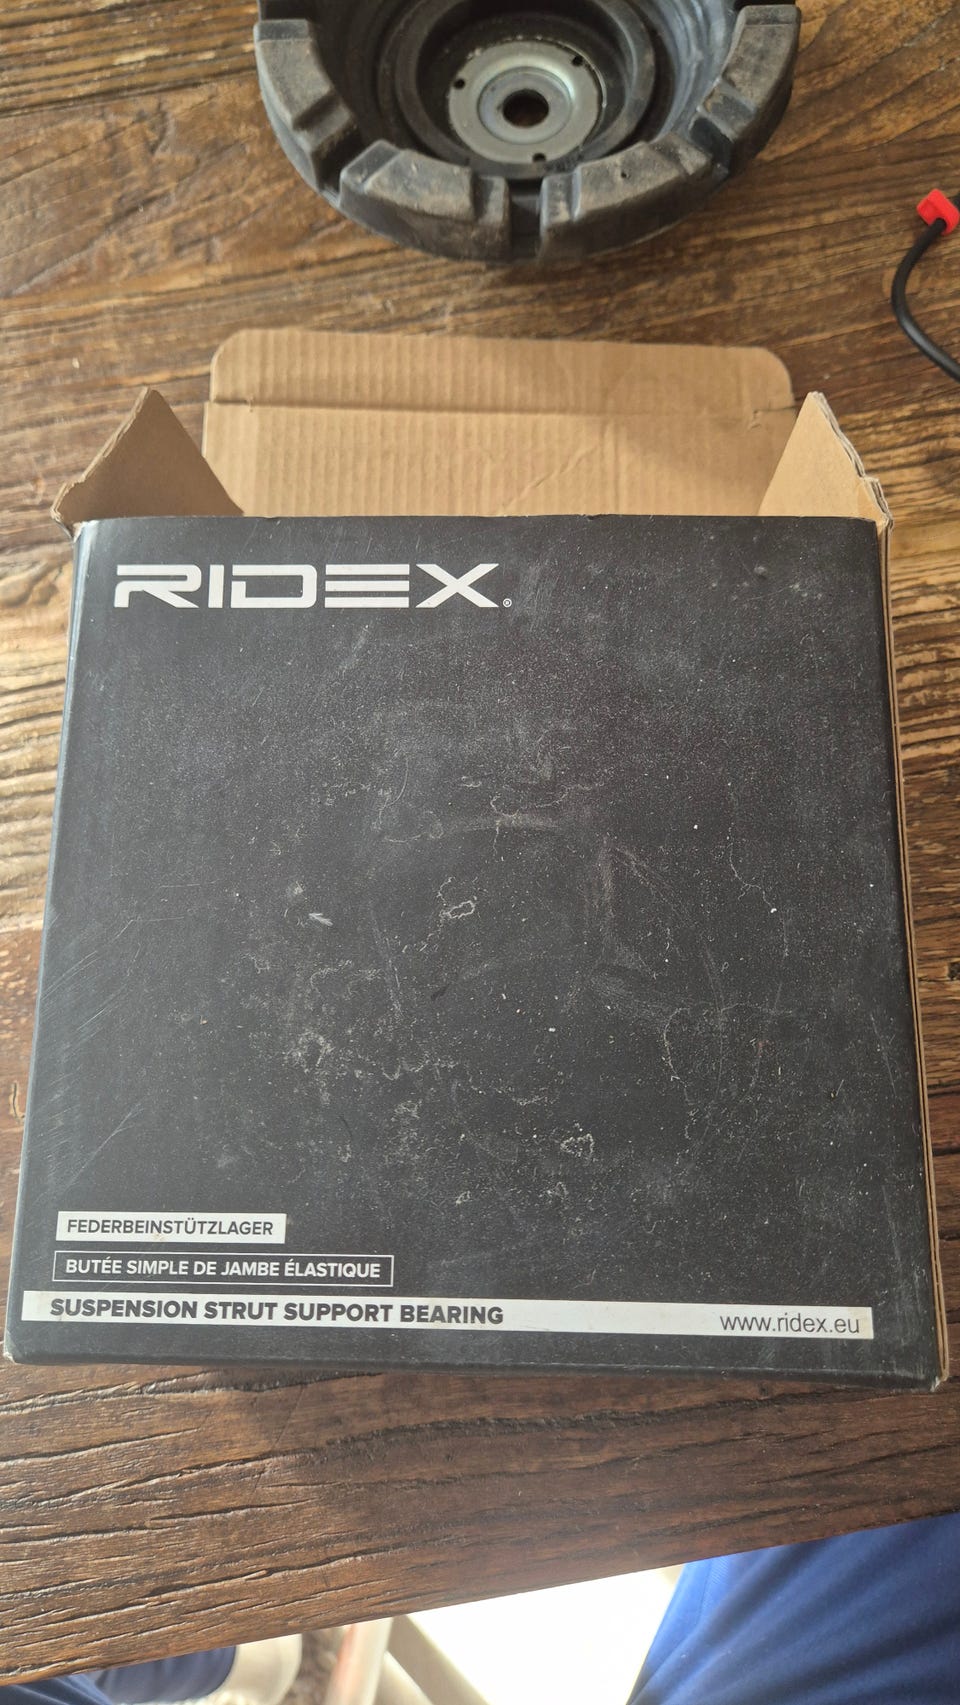 RIDEX®
FEDERBEINSTÜTZLAGER
BUTÉE SIMPLE DE JAMBE ÉLASTIQUE
SUSPENSION STRUT SUPPORT BEARING
www.ridex.eu